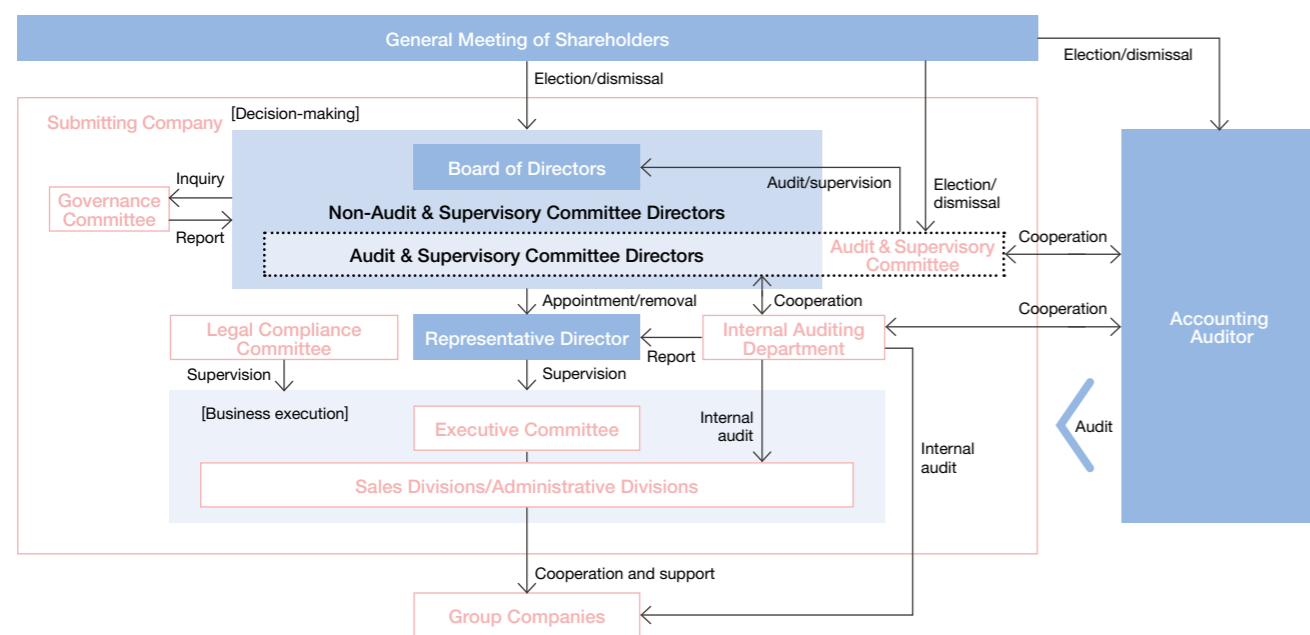 General Meeting of Shareholders
Election/dismissal
Election/dismissal
Submitting Company
[Decision-making]
Board of Directors
Audit/supervision
Inquiry
Governance
Committee
Report
Non-Audit & Supervisory Committee Directors
Election/
dismissal
Audit & Supervisory Committee Directors
Audit & Supervisory
Committee
Cooperation
Appointment/removal
Cooperation
Legal Compliance
Committee
Representative Director
Report
Internal Auditing
Department
Cooperation
Accounting
Auditor
Supervision
Supervision
[Business execution]
Executive Committee
Internal
audit
Audit
Internal
audit
Sales Divisions/Administrative Divisions
Cooperation and support
Group Companies